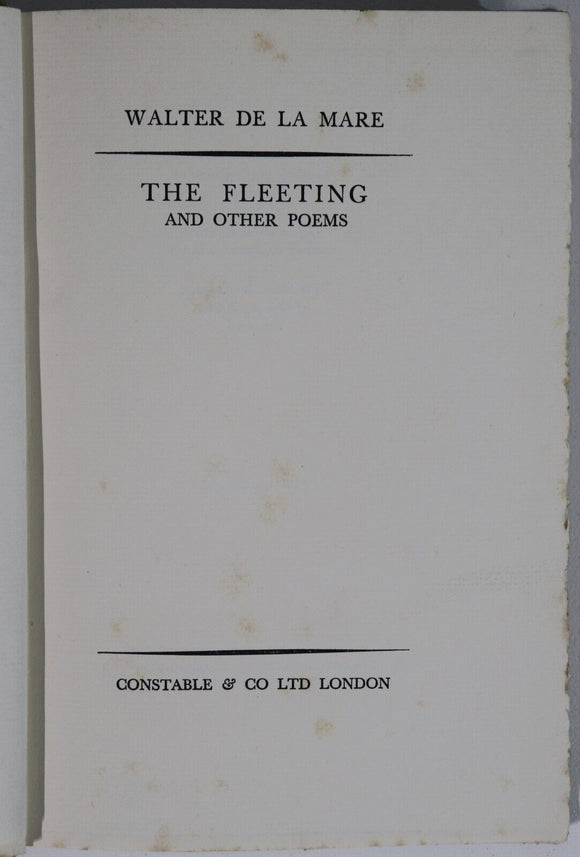 WALTER DE LA MARE
THE FLEETING
AND OTHER POEMS
CONSTABLE & CO LTD LONDON